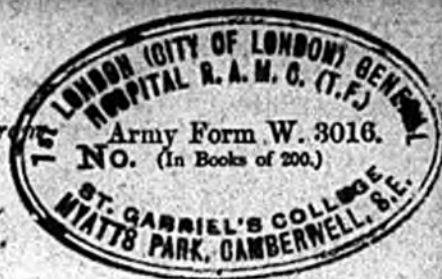 1st LONDON (CITY OF LONDON) GENERAL
HOSPITAL R. A. M. C. (T.F.)
from
Army Form W. 3016.
No. (In Books of 200.)
ST. GABRIEL'S COLLEGE
MYATTS PARK, CAMBERWELL, S.E.